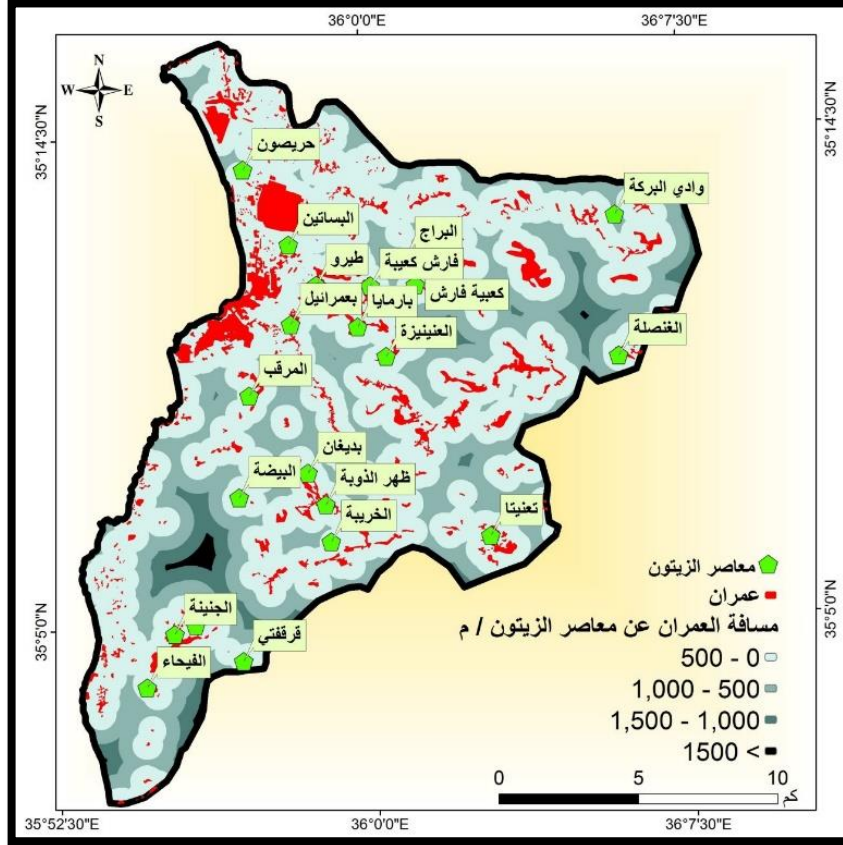 36°0'0"E 36°7'30"E
35°14'30"N
35°14'30"N
N
W E
S
حريصون
وادي البركة
البساتين
البراج
طيرو
فارش كعيبة
كعيبة فارش
بعمرائيل
بارمايا
العنينيزة
الغنصلة
المرقب
بديغان
البيضة
ظهر الذوبة
الخريبة
تعنيتا
الجنينة
قرقفتي
الفيحاء
معاصر الزيتون
عمران
مسافة العمران عن معاصر الزيتون / م
500 - 0
1,000 - 500
1,500 - 1,000
1500 <
0 5 10
كم
35°5'0"N
35°5'0"N
35°52'30"E 36°0'0"E 36°7'30"E